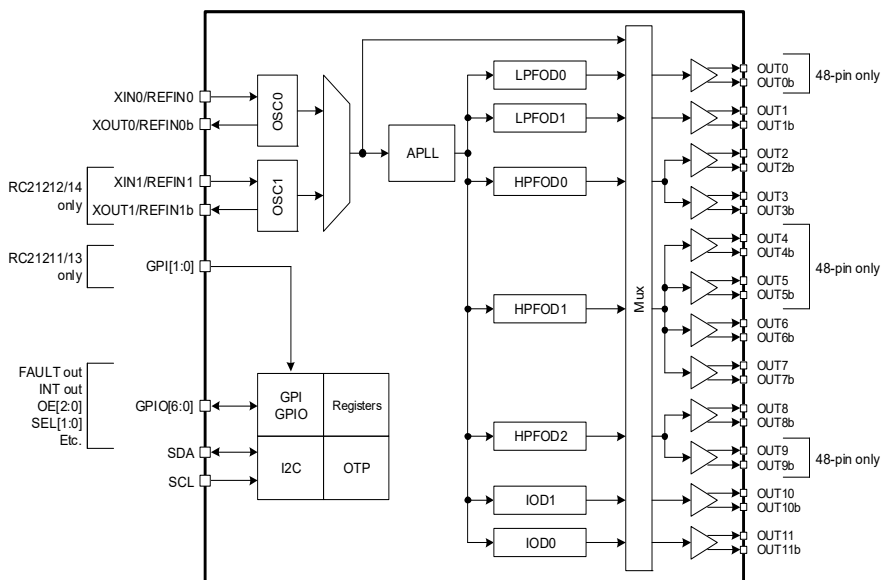 XIN0/REFIN0
XOUT0/REFIN0b
RC21212/14
only
XIN1/REFIN1
XOUT1/REFIN1b
RC21211/13
only
GPI[1:0]
FAULT out
INT out
OE[2:0]
SEL[1:0]
Etc.
GPIO[6:0]
SDA
SCL
OSC0
OSC1
GPI
GPIO
Registers
I2C
OTP
APLL
LPFOD0
LPFOD1
HPFOD0
HPFOD1
HPFOD2
IOD1
IOD0
Mux
OUT0
OUT0b
48-pin only
OUT1
OUT1b
OUT2
OUT2b
OUT3
OUT3b
OUT4
OUT4b
OUT5
OUT5b
48-pin only
OUT6
OUT6b
OUT7
OUT7b
OUT8
OUT8b
OUT9
OUT9b
48-pin only
OUT10
OUT10b
OUT11
OUT11b